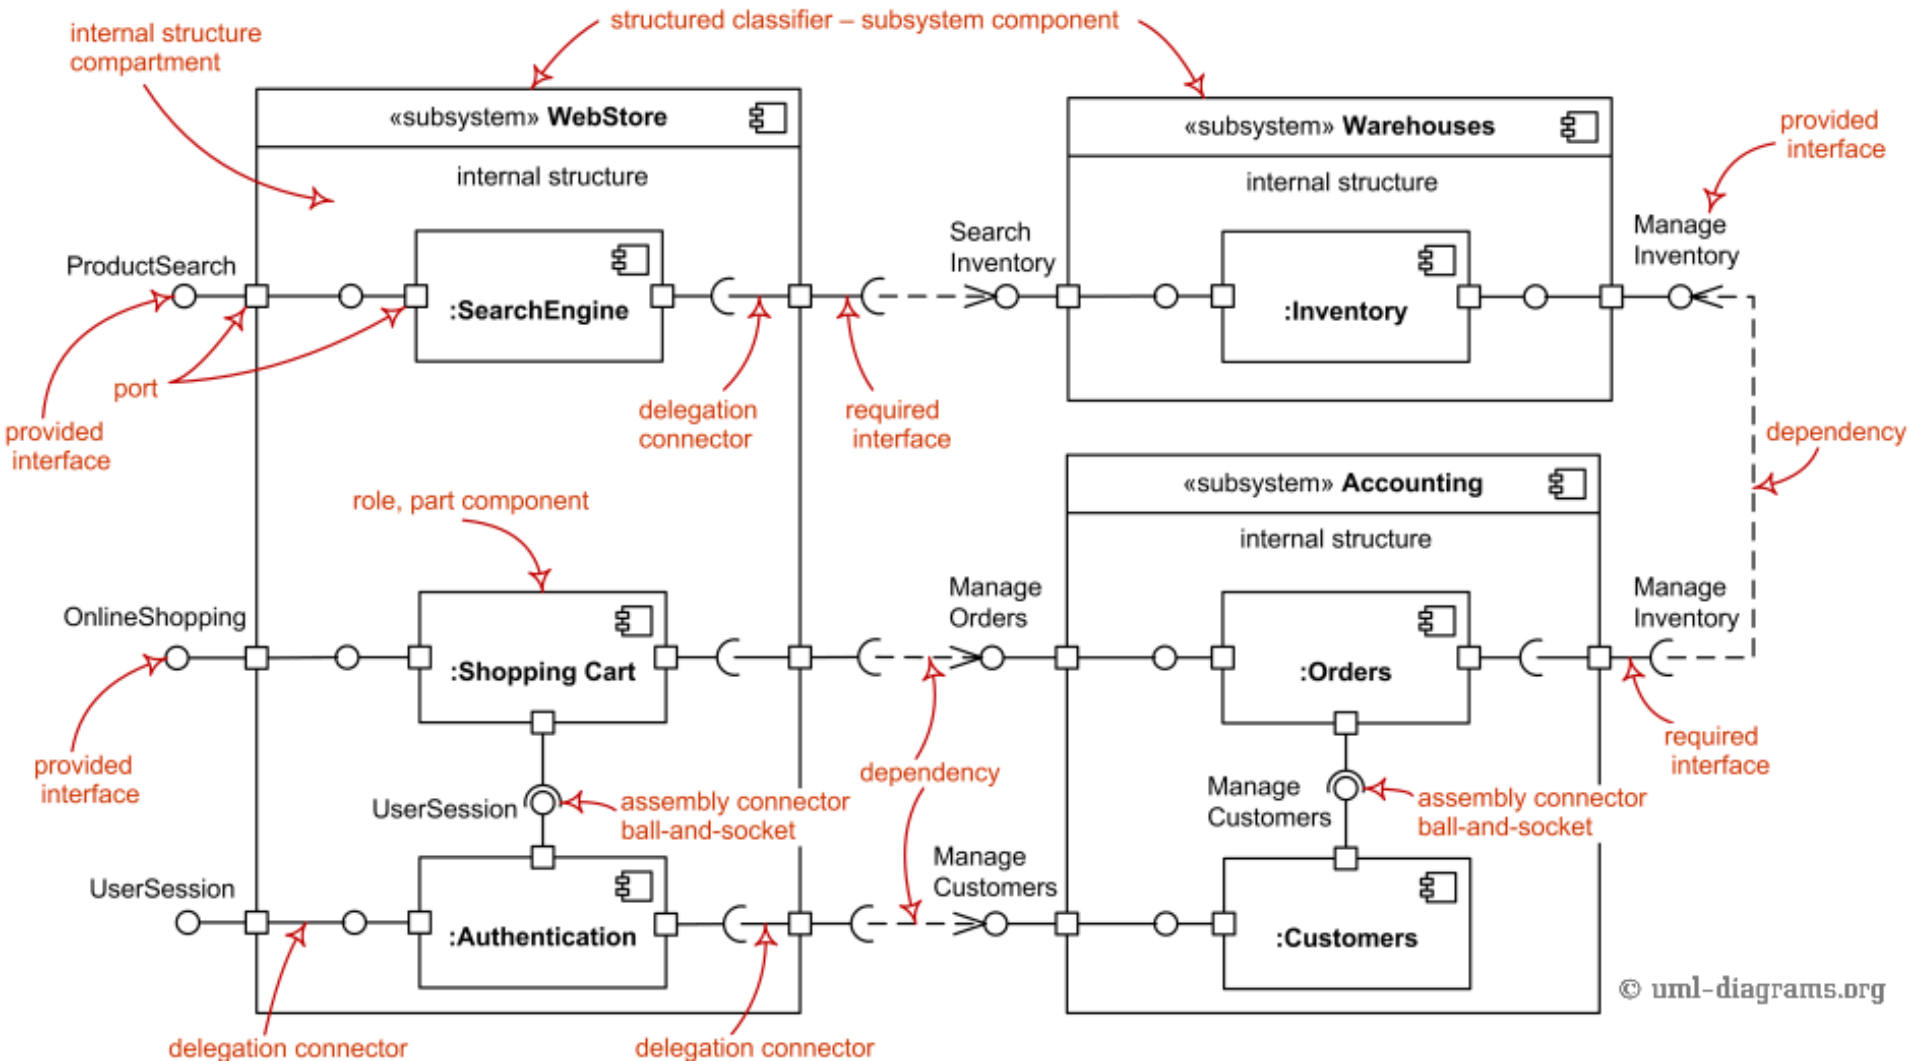 structured classifier – subsystem component
internal structure
compartment
«subsystem» WebStore
internal structure
«subsystem» Warehouses
internal structure
provided
interface
ProductSearch
:SearchEngine
Search
Inventory
:Inventory
Manage
Inventory
port
provided
interface
delegation
connector
required
interface
dependency
role, part component
«subsystem» Accounting
internal structure
OnlineShopping
:Shopping Cart
Manage
Orders
:Orders
Manage
Inventory
provided
interface
dependency
required
interface
UserSession
assembly connector
ball-and-socket
Manage
Customers
assembly connector
ball-and-socket
UserSession
:Authentication
Manage
Customers
:Customers
© uml-diagrams.org
delegation connector
delegation connector